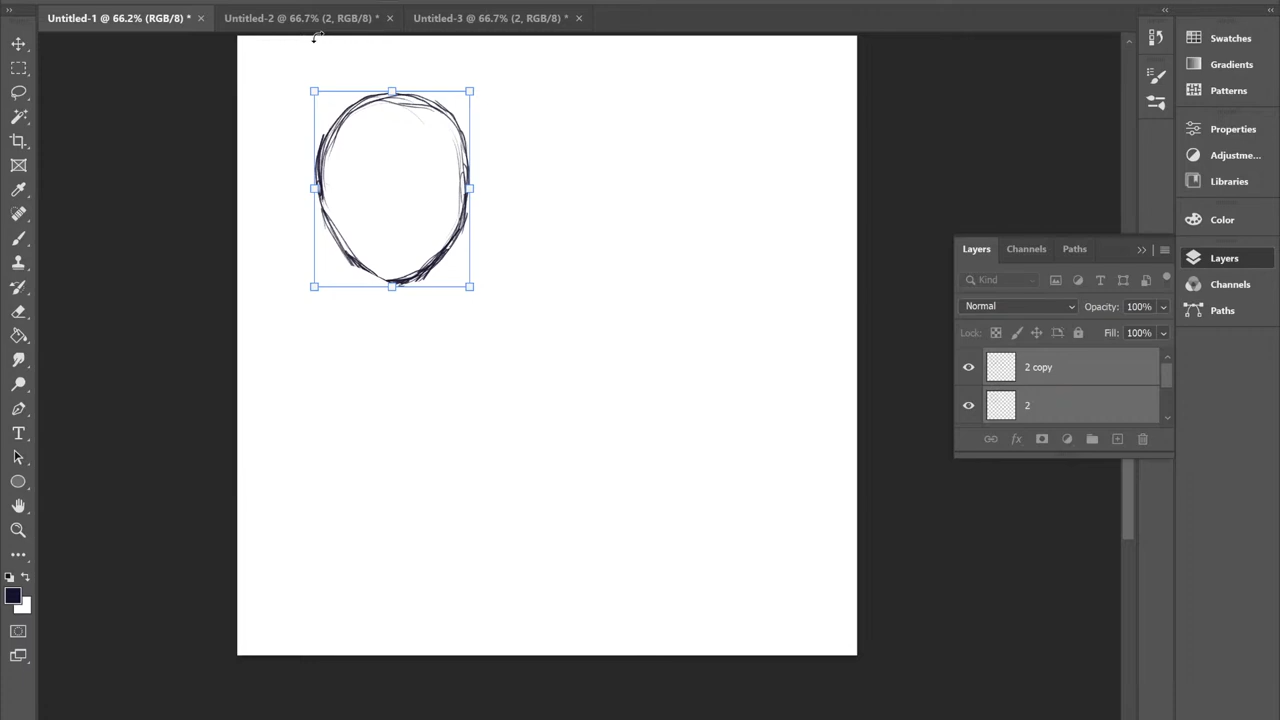 Untitled-1 @ 66.2% (RGB/8) *
Untitled-2 @ 66.7% (2, RGB/8) *
Untitled-3 @ 66.7% (2, RGB/8) *
Swatches
Gradients
Patterns
Properties
Adjustme...
Libraries
Color
Layers
Channels
Paths
Layers
Channels
Paths
Kind
Normal
Opacity: 100%
Lock:
Fill: 100%
2 copy
2